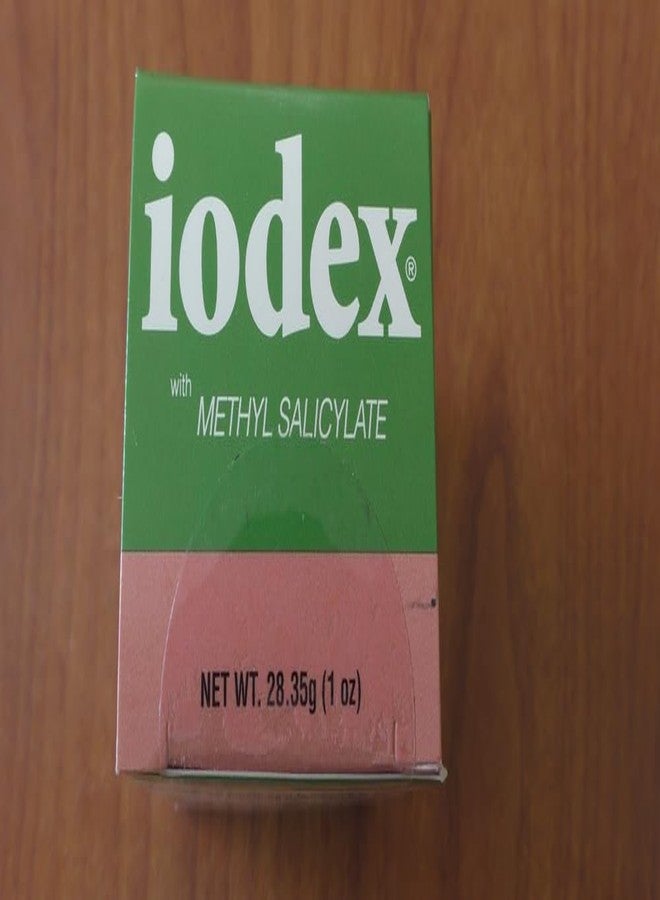 iodex®
with
METHYL SALICYLATE
NET WT. 28.35g (1 oz)